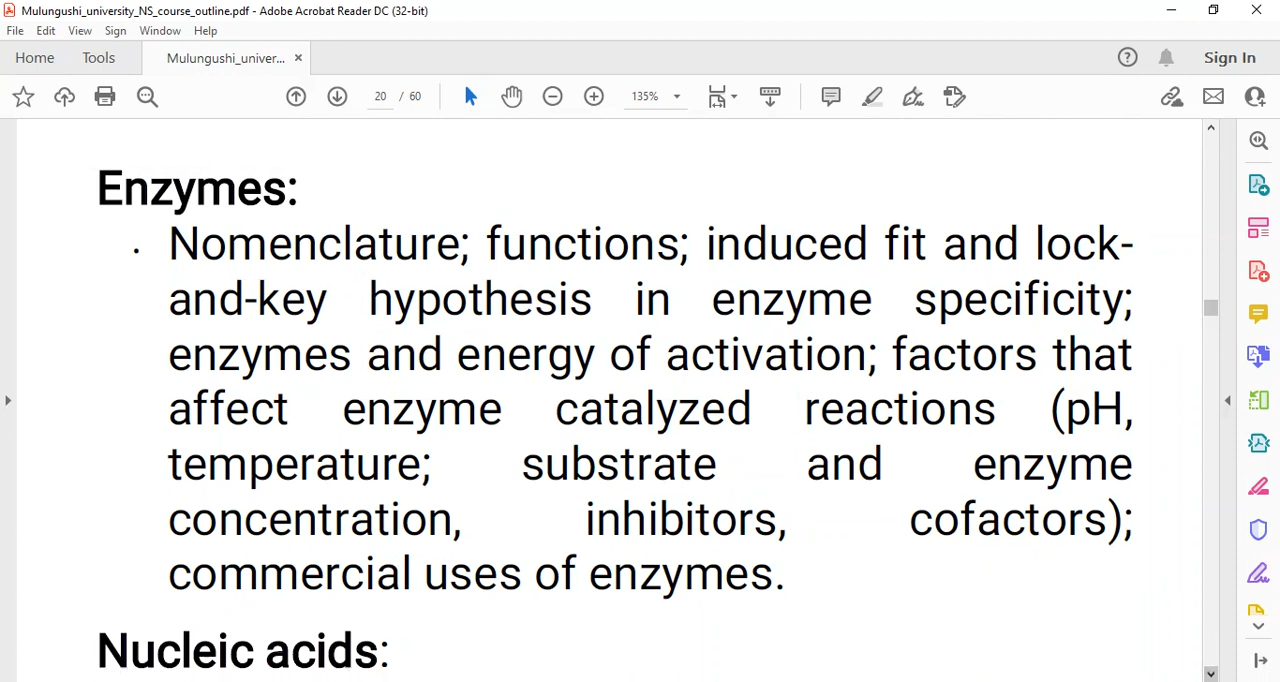 Mulungushi_university_NS_course_outline.pdf - Adobe Acrobat Reader DC (32-bit)
File Edit View Sign Window Help
Home Tools Mulungushi_univer... × Sign In
20 / 60 135%
Enzymes:
· Nomenclature; functions; induced fit and lock-
and-key hypothesis in enzyme specificity;
enzymes and energy of activation; factors that
affect enzyme catalyzed reactions (pH,
temperature; substrate and enzyme
concentration, inhibitors, cofactors);
commercial uses of enzymes.
Nucleic acids: